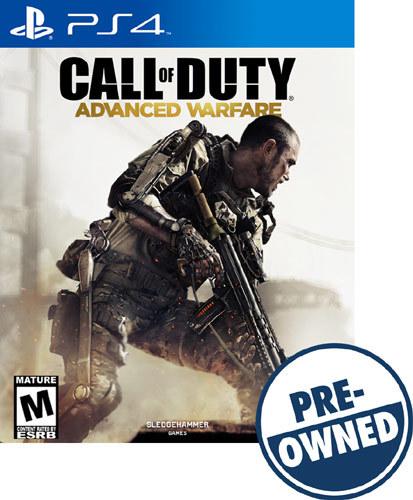 PS4
CALL OF DUTY®
ADVANCED WARFARE
MATURE
M
CONTENT RATED BY
ESRB
SLEDGEHAMMER
GAMES
PRE-
OWNED